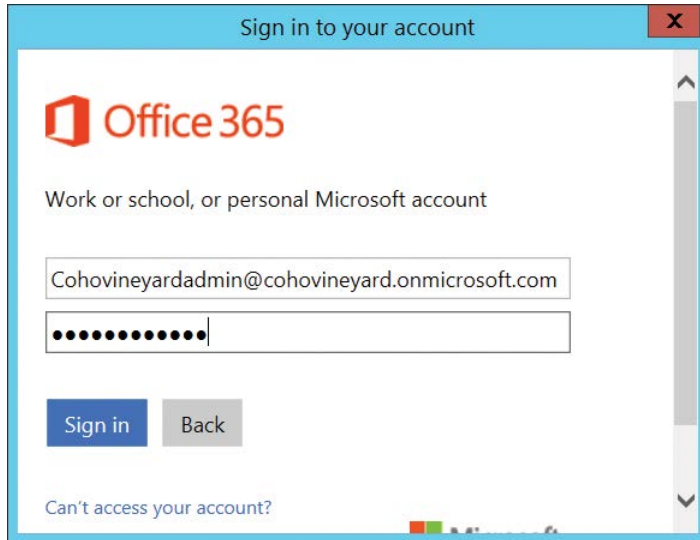 Sign in to your account
X
Office 365
Work or school, or personal Microsoft account
Cohovineyardadmin@cohovineyard.onmicrosoft.com
●●●●●●●●●●●●
Sign in
Back
Can't access your account?
Microsoft